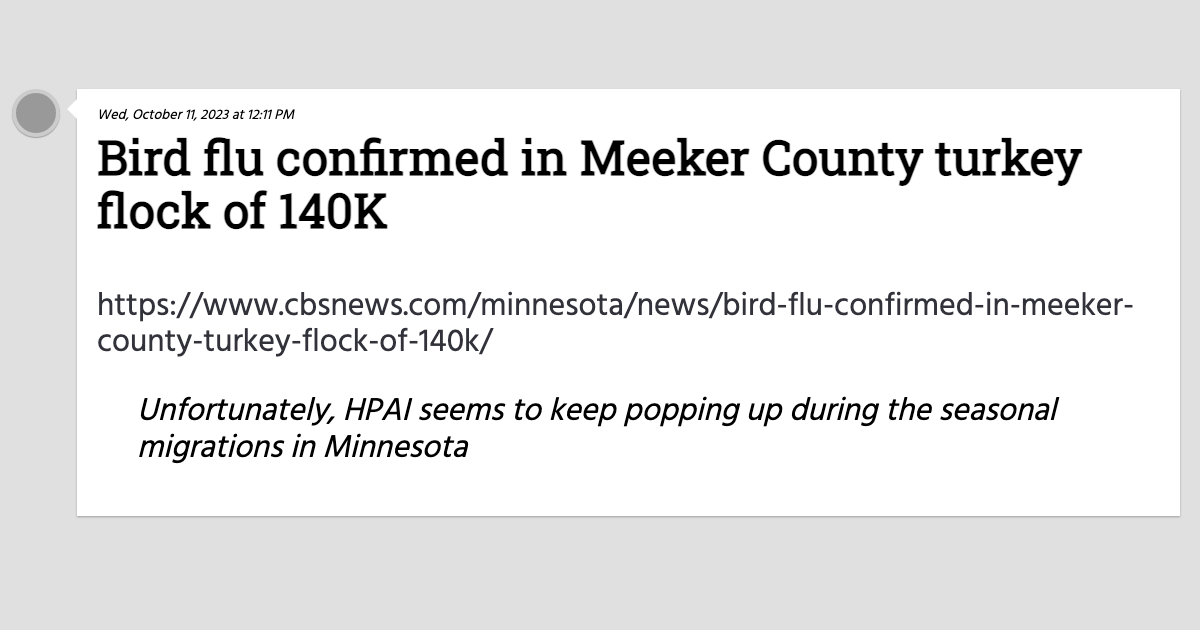 Wed, October 11, 2023 at 12:11 PM
Bird flu confirmed in Meeker County turkey
flock of 140K
https://www.cbsnews.com/minnesota/news/bird-flu-confirmed-in-meeker-
county-turkey-flock-of-140k/
Unfortunately, HPAI seems to keep popping up during the seasonal
migrations in Minnesota